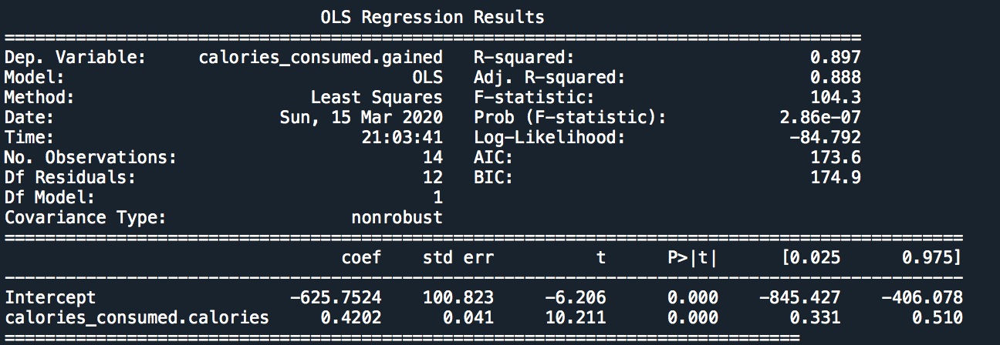 OLS Regression Results
==============================================================================
Dep. Variable: calories_consumed.gained R-squared: 0.897
Model: OLS Adj. R-squared: 0.888
Method: Least Squares F-statistic: 104.3
Date: Sun, 15 Mar 2020 Prob (F-statistic): 2.86e-07
Time: 21:03:41 Log-Likelihood: -84.792
No. Observations: 14 AIC: 173.6
Df Residuals: 12 BIC: 174.9
Df Model: 1
Covariance Type: nonrobust
==============================================================================================
coef std err t P>|t| [0.025 0.975]
----------------------------------------------------------------------------------------------
Intercept -625.7524 100.823 -6.206 0.000 -845.427 -406.078
calories_consumed.calories 0.4202 0.041 10.211 0.000 0.331 0.510
==============================================================================